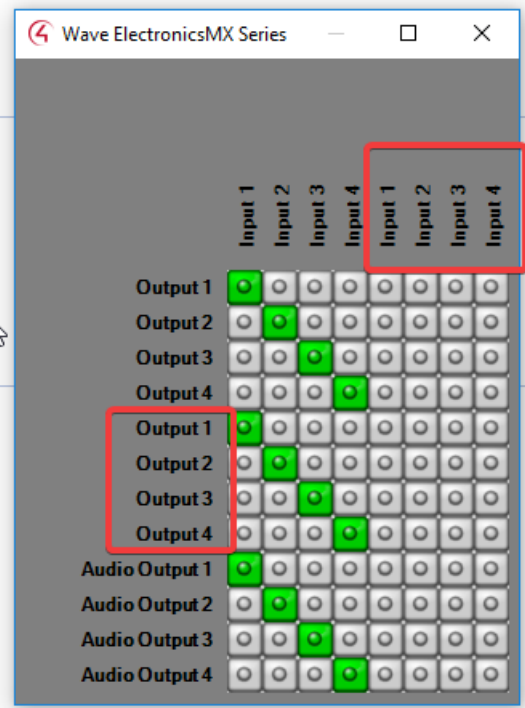 Wave ElectronicsMX Series
Input 1
Input 2
Input 3
Input 4
Input 1
Input 2
Input 3
Input 4
Output 1
Output 2
Output 3
Output 4
Output 1
Output 2
Output 3
Output 4
Audio Output 1
Audio Output 2
Audio Output 3
Audio Output 4